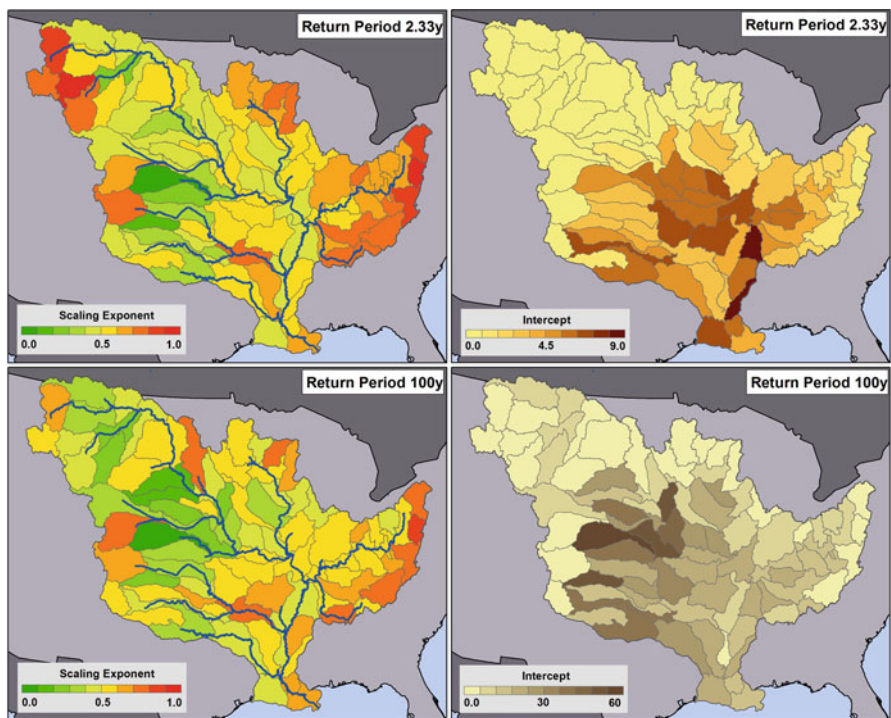 Return Period 2.33y
Scaling Exponent
0.0 0.5 1.0
Return Period 2.33y
Intercept
0.0 4.5 9.0
Return Period 100y
Scaling Exponent
0.0 0.5 1.0
Return Period 100y
Intercept
0.0 30 60